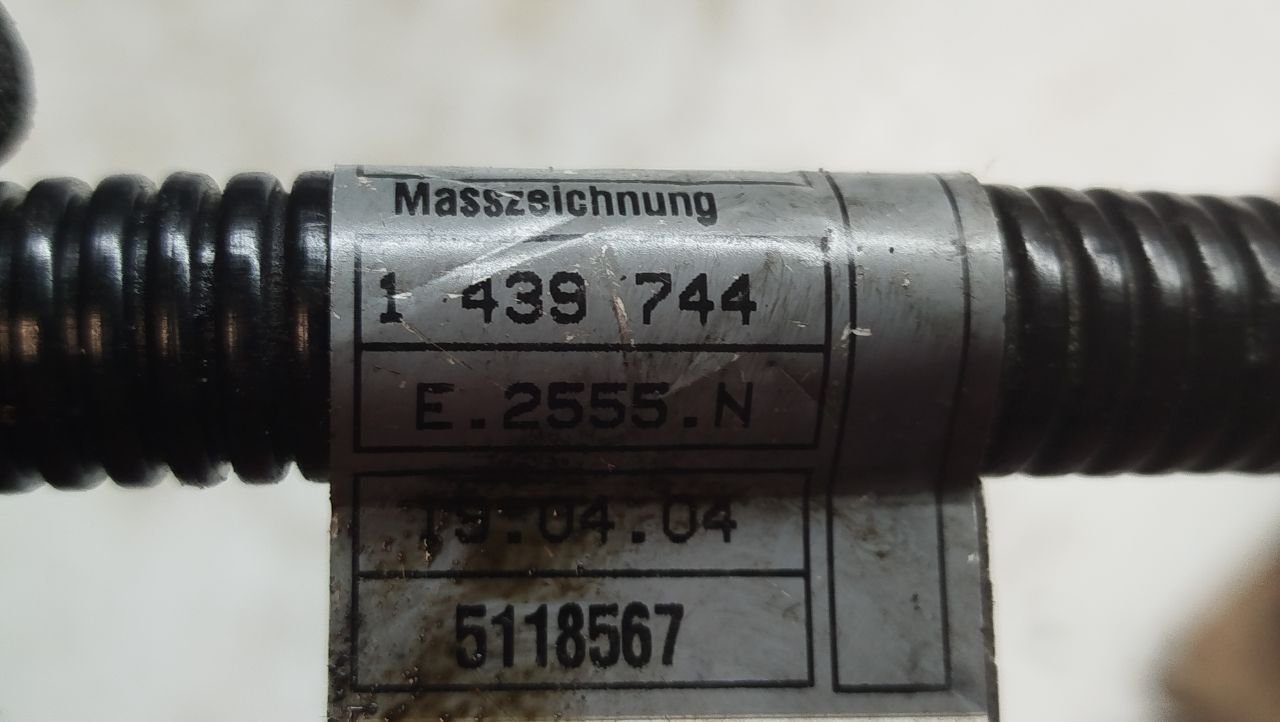 Masszeichnung
1 439 744
E.2555.N
19.04.04
5118567